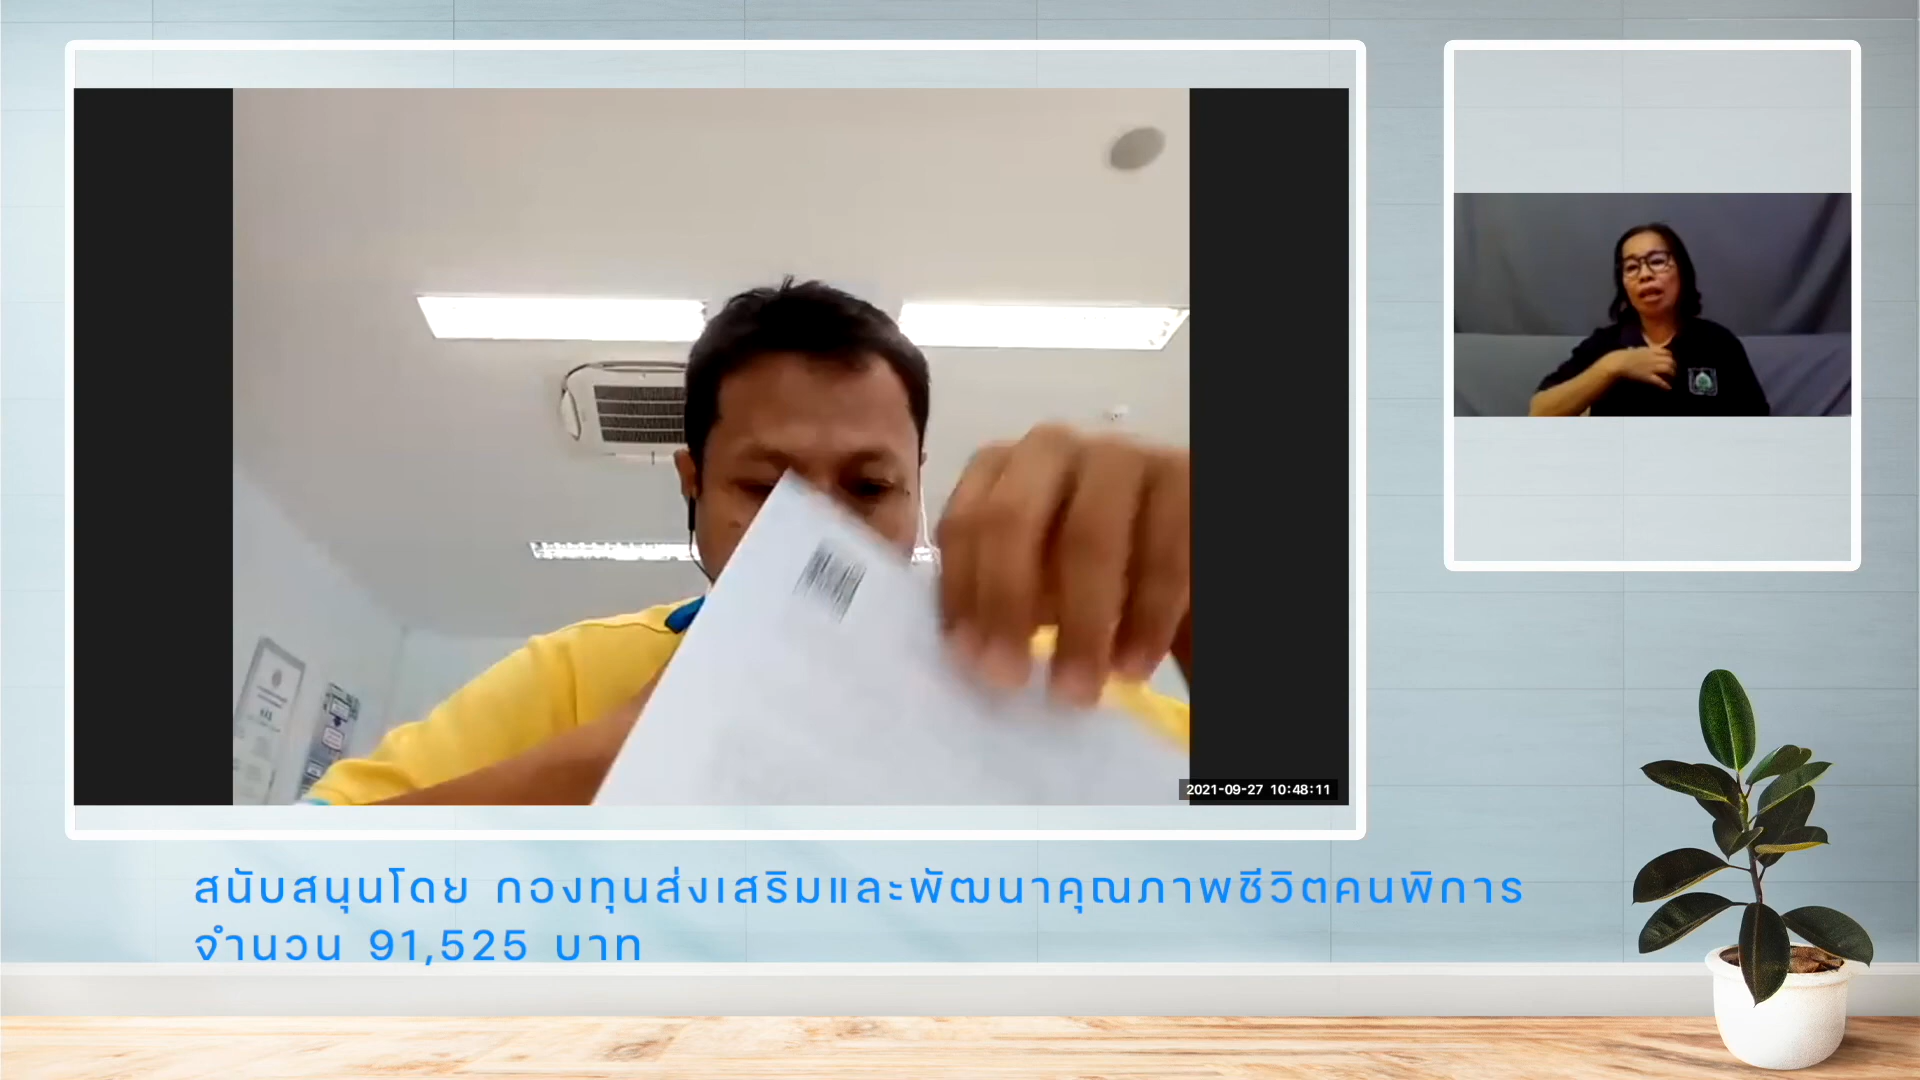 2021-09-27 10:48:11
สนับสนุนโดย กองทุนส่งเสริมและพัฒนาคุณภาพชีวิตคนพิการ
จำนวน 91,525 บาท